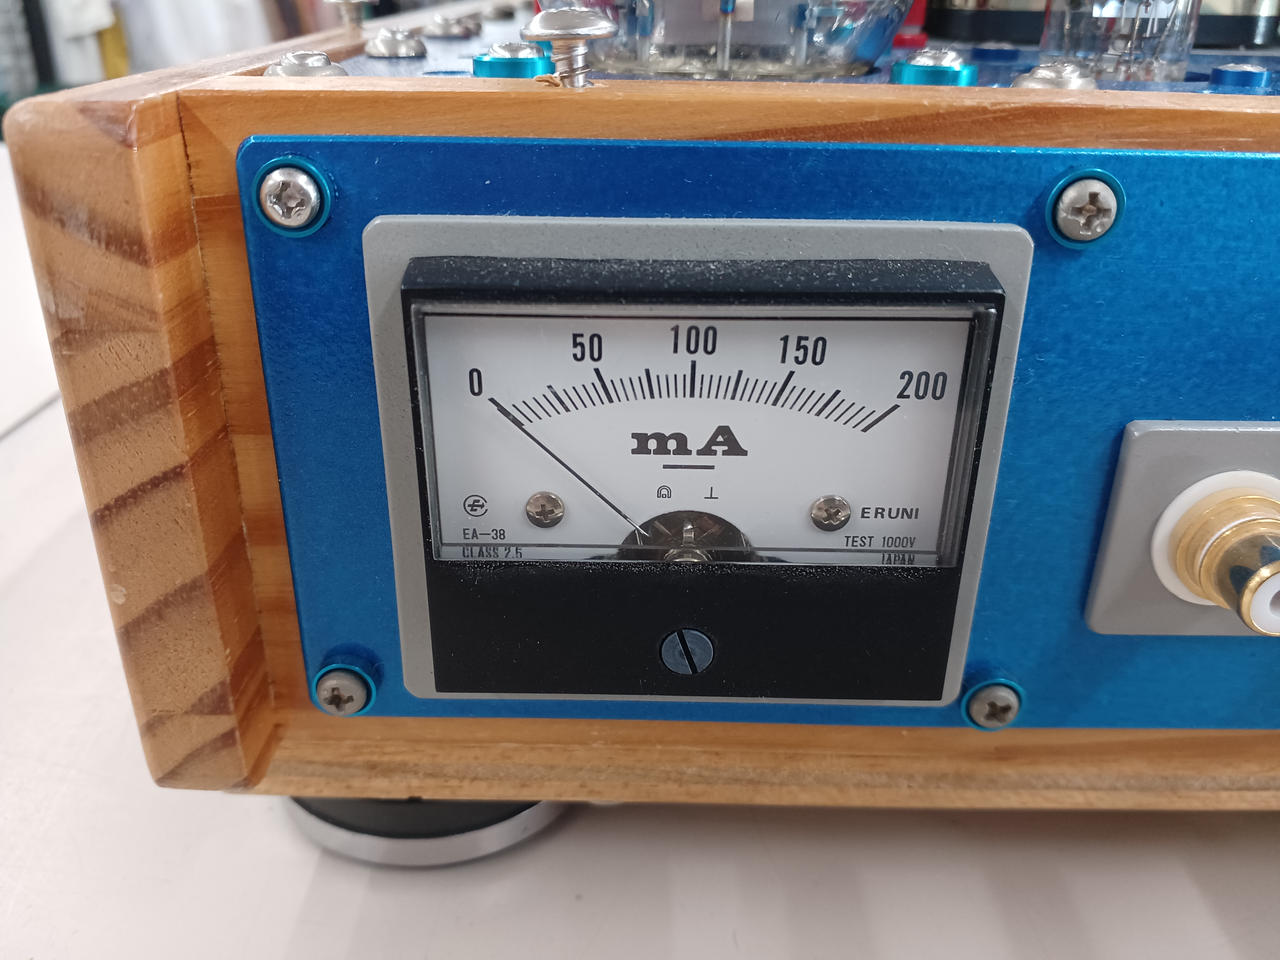 0 50 100 150 200
mA
ERUNI
EA-38
TEST 1000V
CLASS 2.5
JAPAN